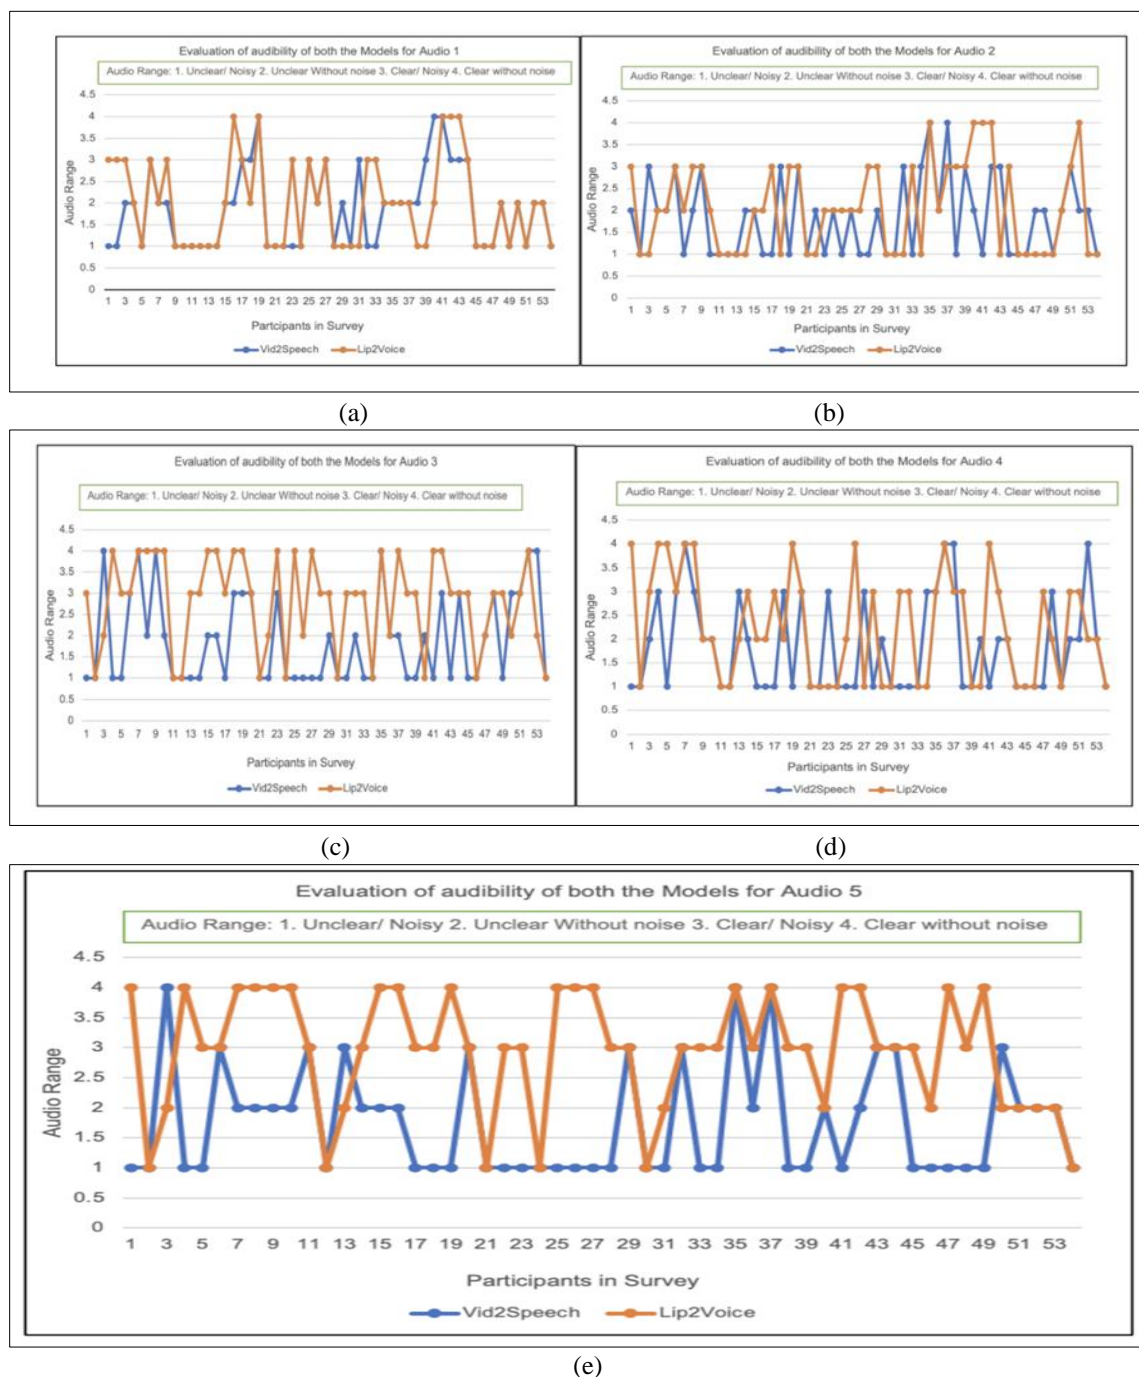 Evaluation of audibility of both the Models for Audio 1
Audio Range: 1. Unclear/ Noisy 2. Unclear Without noise 3. Clear/ Noisy 4. Clear without noise
4.5
4
3.5
3
2.5
2
1.5
1
0.5
0
Audio Range
1 3 5 7 9 11 13 15 17 19 21 23 25 27 29 31 33 35 37 39 41 43 45 47 49 51 53
Partcipants in Survey
Vid2Speech Lip2Voice
Evaluation of audibility of both the Models for Audio 2
Audio Range: 1. Unclear/ Noisy 2. Unclear Without noise 3. Clear/ Noisy 4. Clear without noise
4.5
4
3.5
3
2.5
2
1.5
1
0.5
0
Audio Range
1 3 5 7 9 11 13 15 17 19 21 23 25 27 29 31 33 35 37 39 41 43 45 47 49 51 53
Participants in Survey
Vid2Speech Lip2Voice
(a) (b)
Evaluation of audibility of both the Models for Audio 3
Audio Range: 1. Unclear/ Noisy 2. Unclear Without noise 3. Clear/ Noisy 4. Clear without noise
4.5
4
3.5
3
2.5
2
1.5
1
0.5
0
Audio Range
1 3 5 7 9 11 13 15 17 19 21 23 25 27 29 31 33 35 37 39 41 43 45 47 49 51 53
Participants in Survey
Vid2Speech Lip2Voice
Evaluation of audibility of both the Models for Audio 4
Audio Range: 1. Unclear/ Noisy 2. Unclear Without noise 3. Clear/ Noisy 4. Clear without noise
4.5
4
3.5
3
2.5
2
1.5
1
0.5
0
Audio Range
1 3 5 7 9 11 13 15 17 19 21 23 25 27 29 31 33 35 37 39 41 43 45 47 49 51 53
Participants in Survey
Vid2Speech Lip2Voice
(c) (d)
Evaluation of audibility of both the Models for Audio 5
Audio Range: 1. Unclear/ Noisy 2. Unclear Without noise 3. Clear/ Noisy 4. Clear without noise
4.5
4
3.5
3
2.5
2
1.5
1
0.5
0
Audio Range
1 3 5 7 9 11 13 15 17 19 21 23 25 27 29 31 33 35 37 39 41 43 45 47 49 51 53
Participants in Survey
Vid2Speech Lip2Voice
(e)